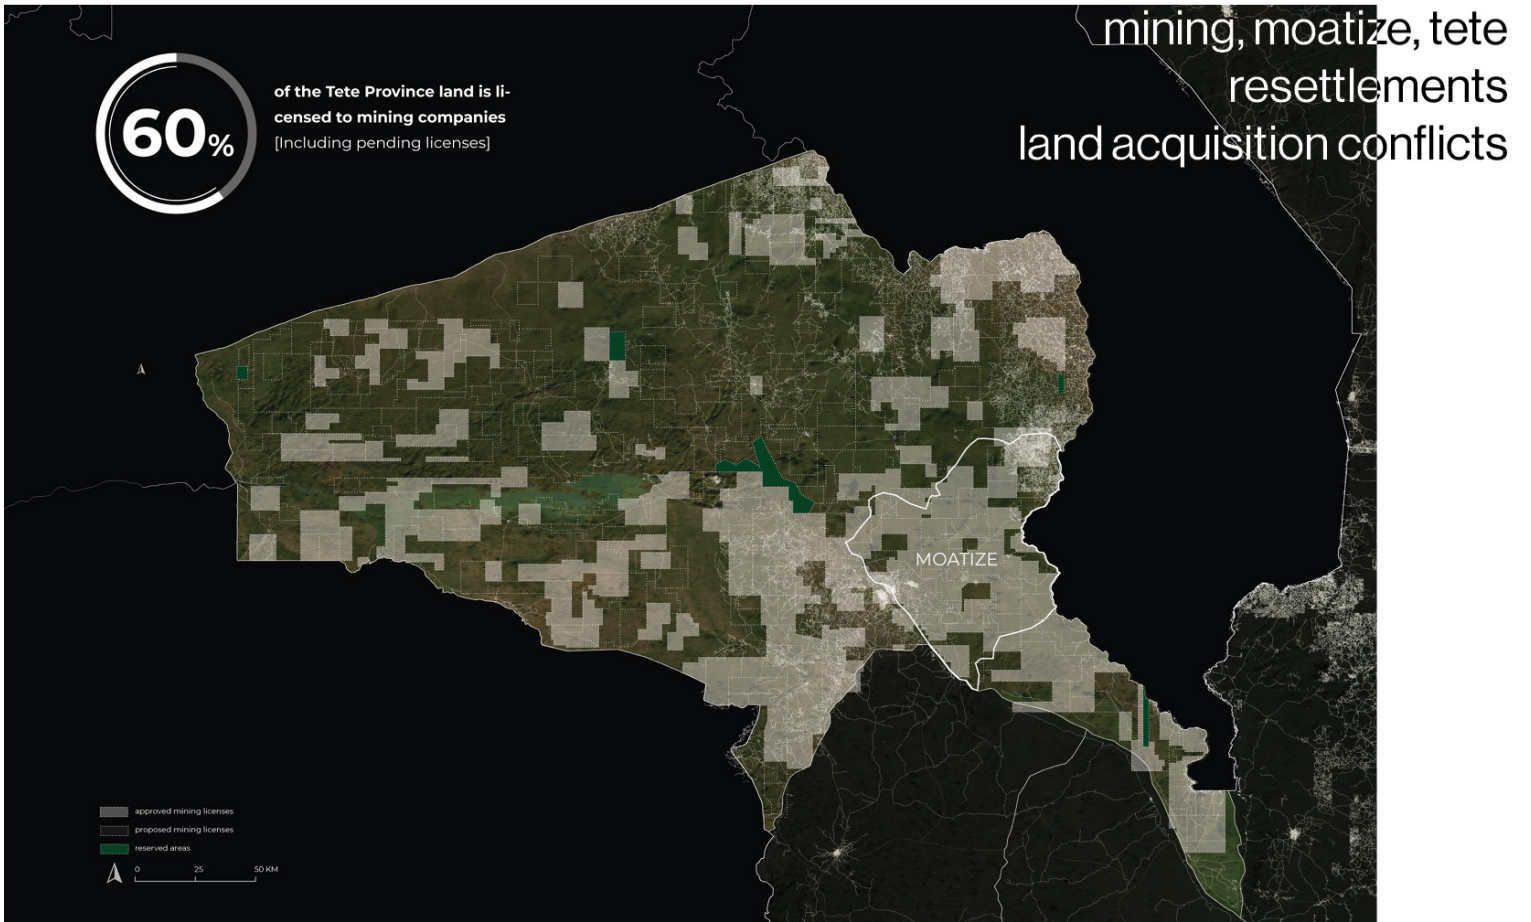 mining, moatize, tete
resettlements
land acquisition conflicts
60%
of the Tete Province land is li-
censed to mining companies
[Including pending licenses]
MOATIZE
approved mining licenses
proposed mining licenses
reserved areas
0 25 50 KM